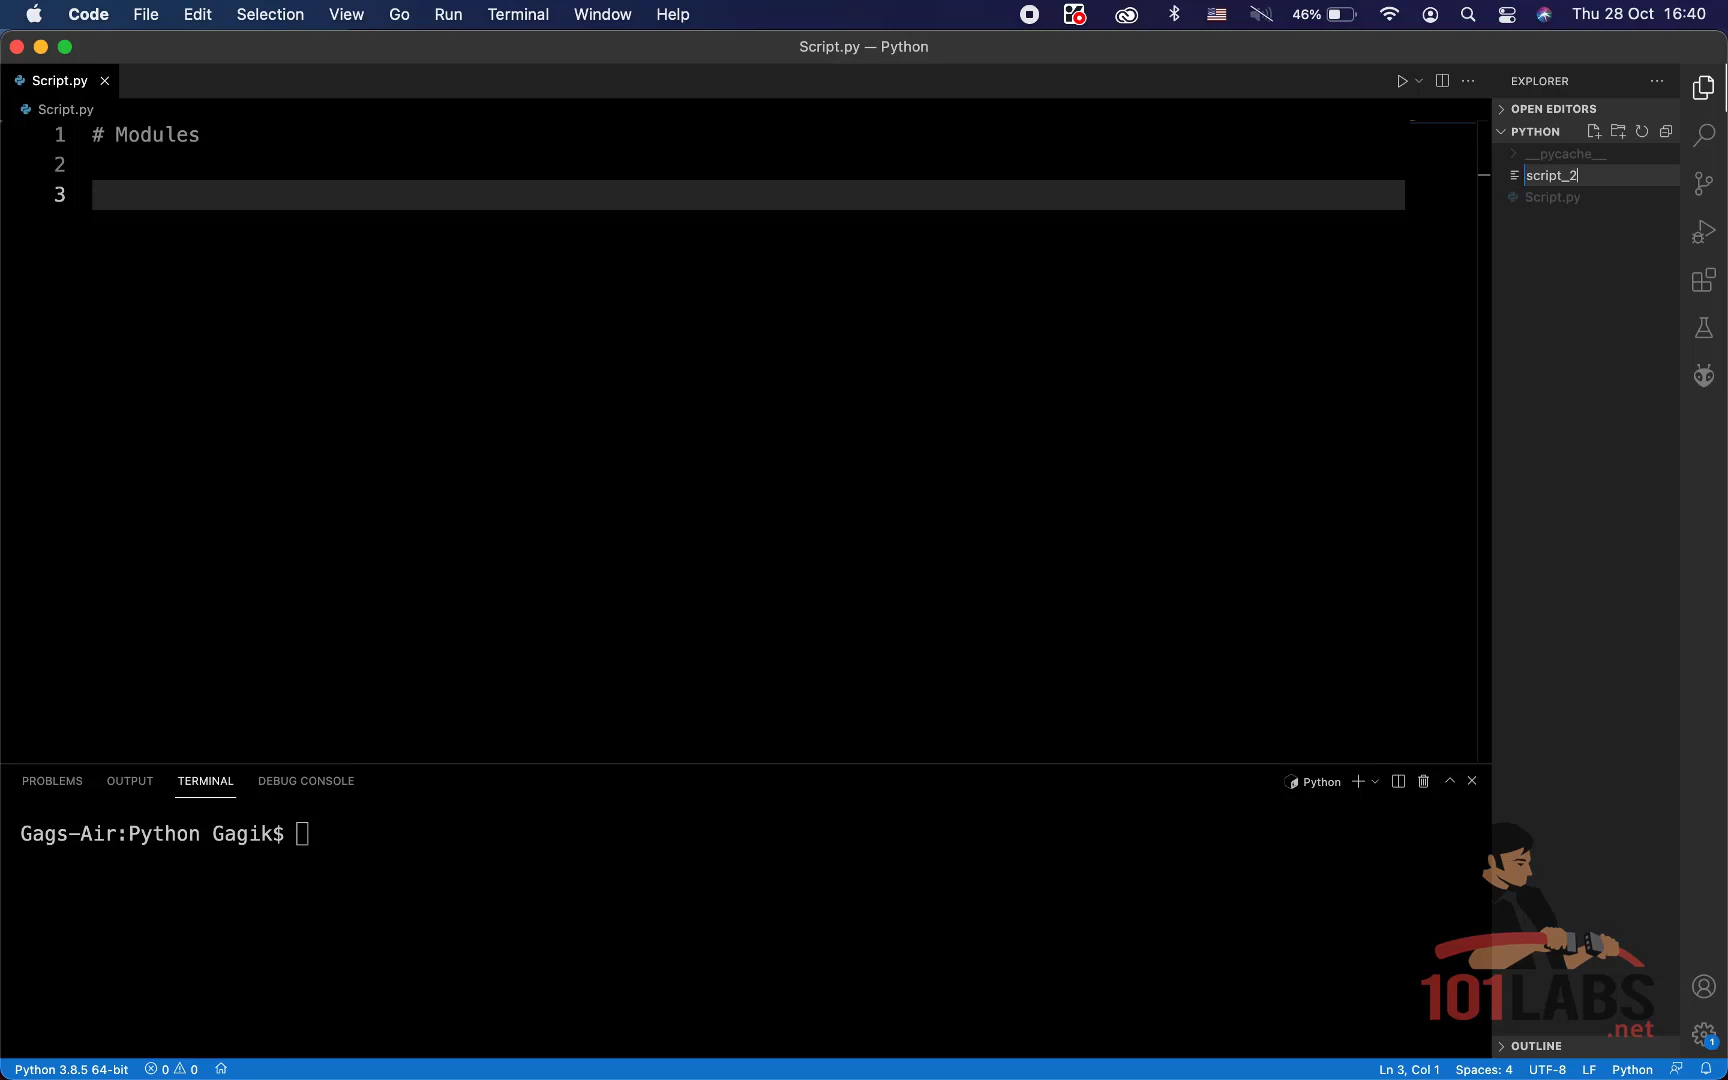 Code File Edit Selection View Go Run Terminal Window Help 46% Thu 28 Oct 16:40
Script.py — Python
Script.py
EXPLORER
Script.py
OPEN EDITORS
PYTHON
__pycache__
script_2
Script.py
1 # Modules
2
3
PROBLEMS OUTPUT TERMINAL DEBUG CONSOLE
Python
Gags-Air:Python Gagik$
101LABS
.net
OUTLINE
1
Python 3.8.5 64-bit 0 0
Ln 3, Col 1 Spaces: 4 UTF-8 LF Python